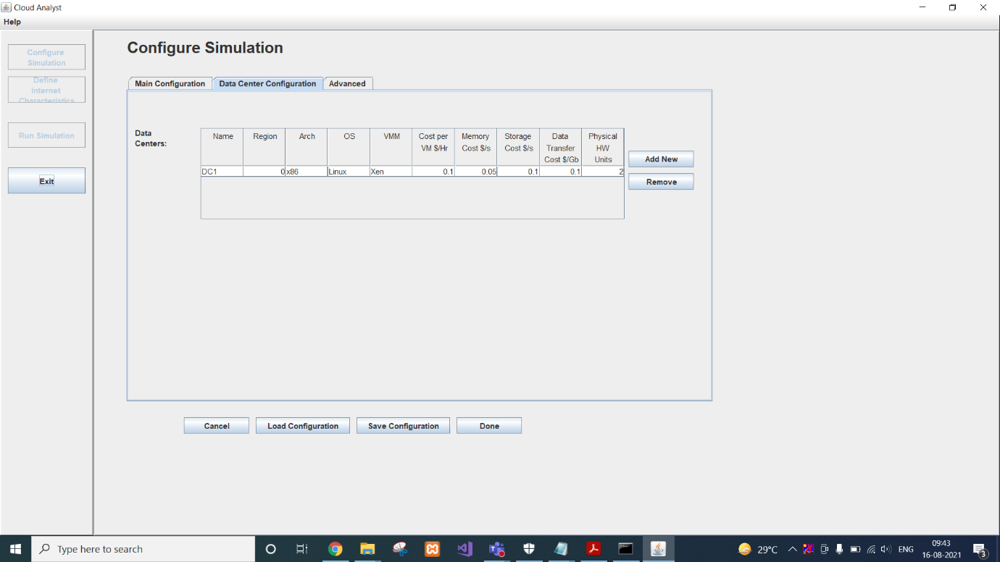 Cloud Analyst
Help
Configure
Simulation
Define
Internet
Characteristics
Run Simulation
Exit
Configure Simulation
Main Configuration Data Center Configuration Advanced
Data
Centers:
Name Region Arch OS VMM Cost per Memory Storage Data Physical
VM $/Hr Cost $/s Cost $/s Transfer HW
Cost $/Gb Units
DC1 0 x86 Linux Xen 0.1 0.05 0.1 0.1 2
Add New
Remove
Cancel Load Configuration Save Configuration Done
Type here to search
29°C
ENG
09:43
16-08-2021
3